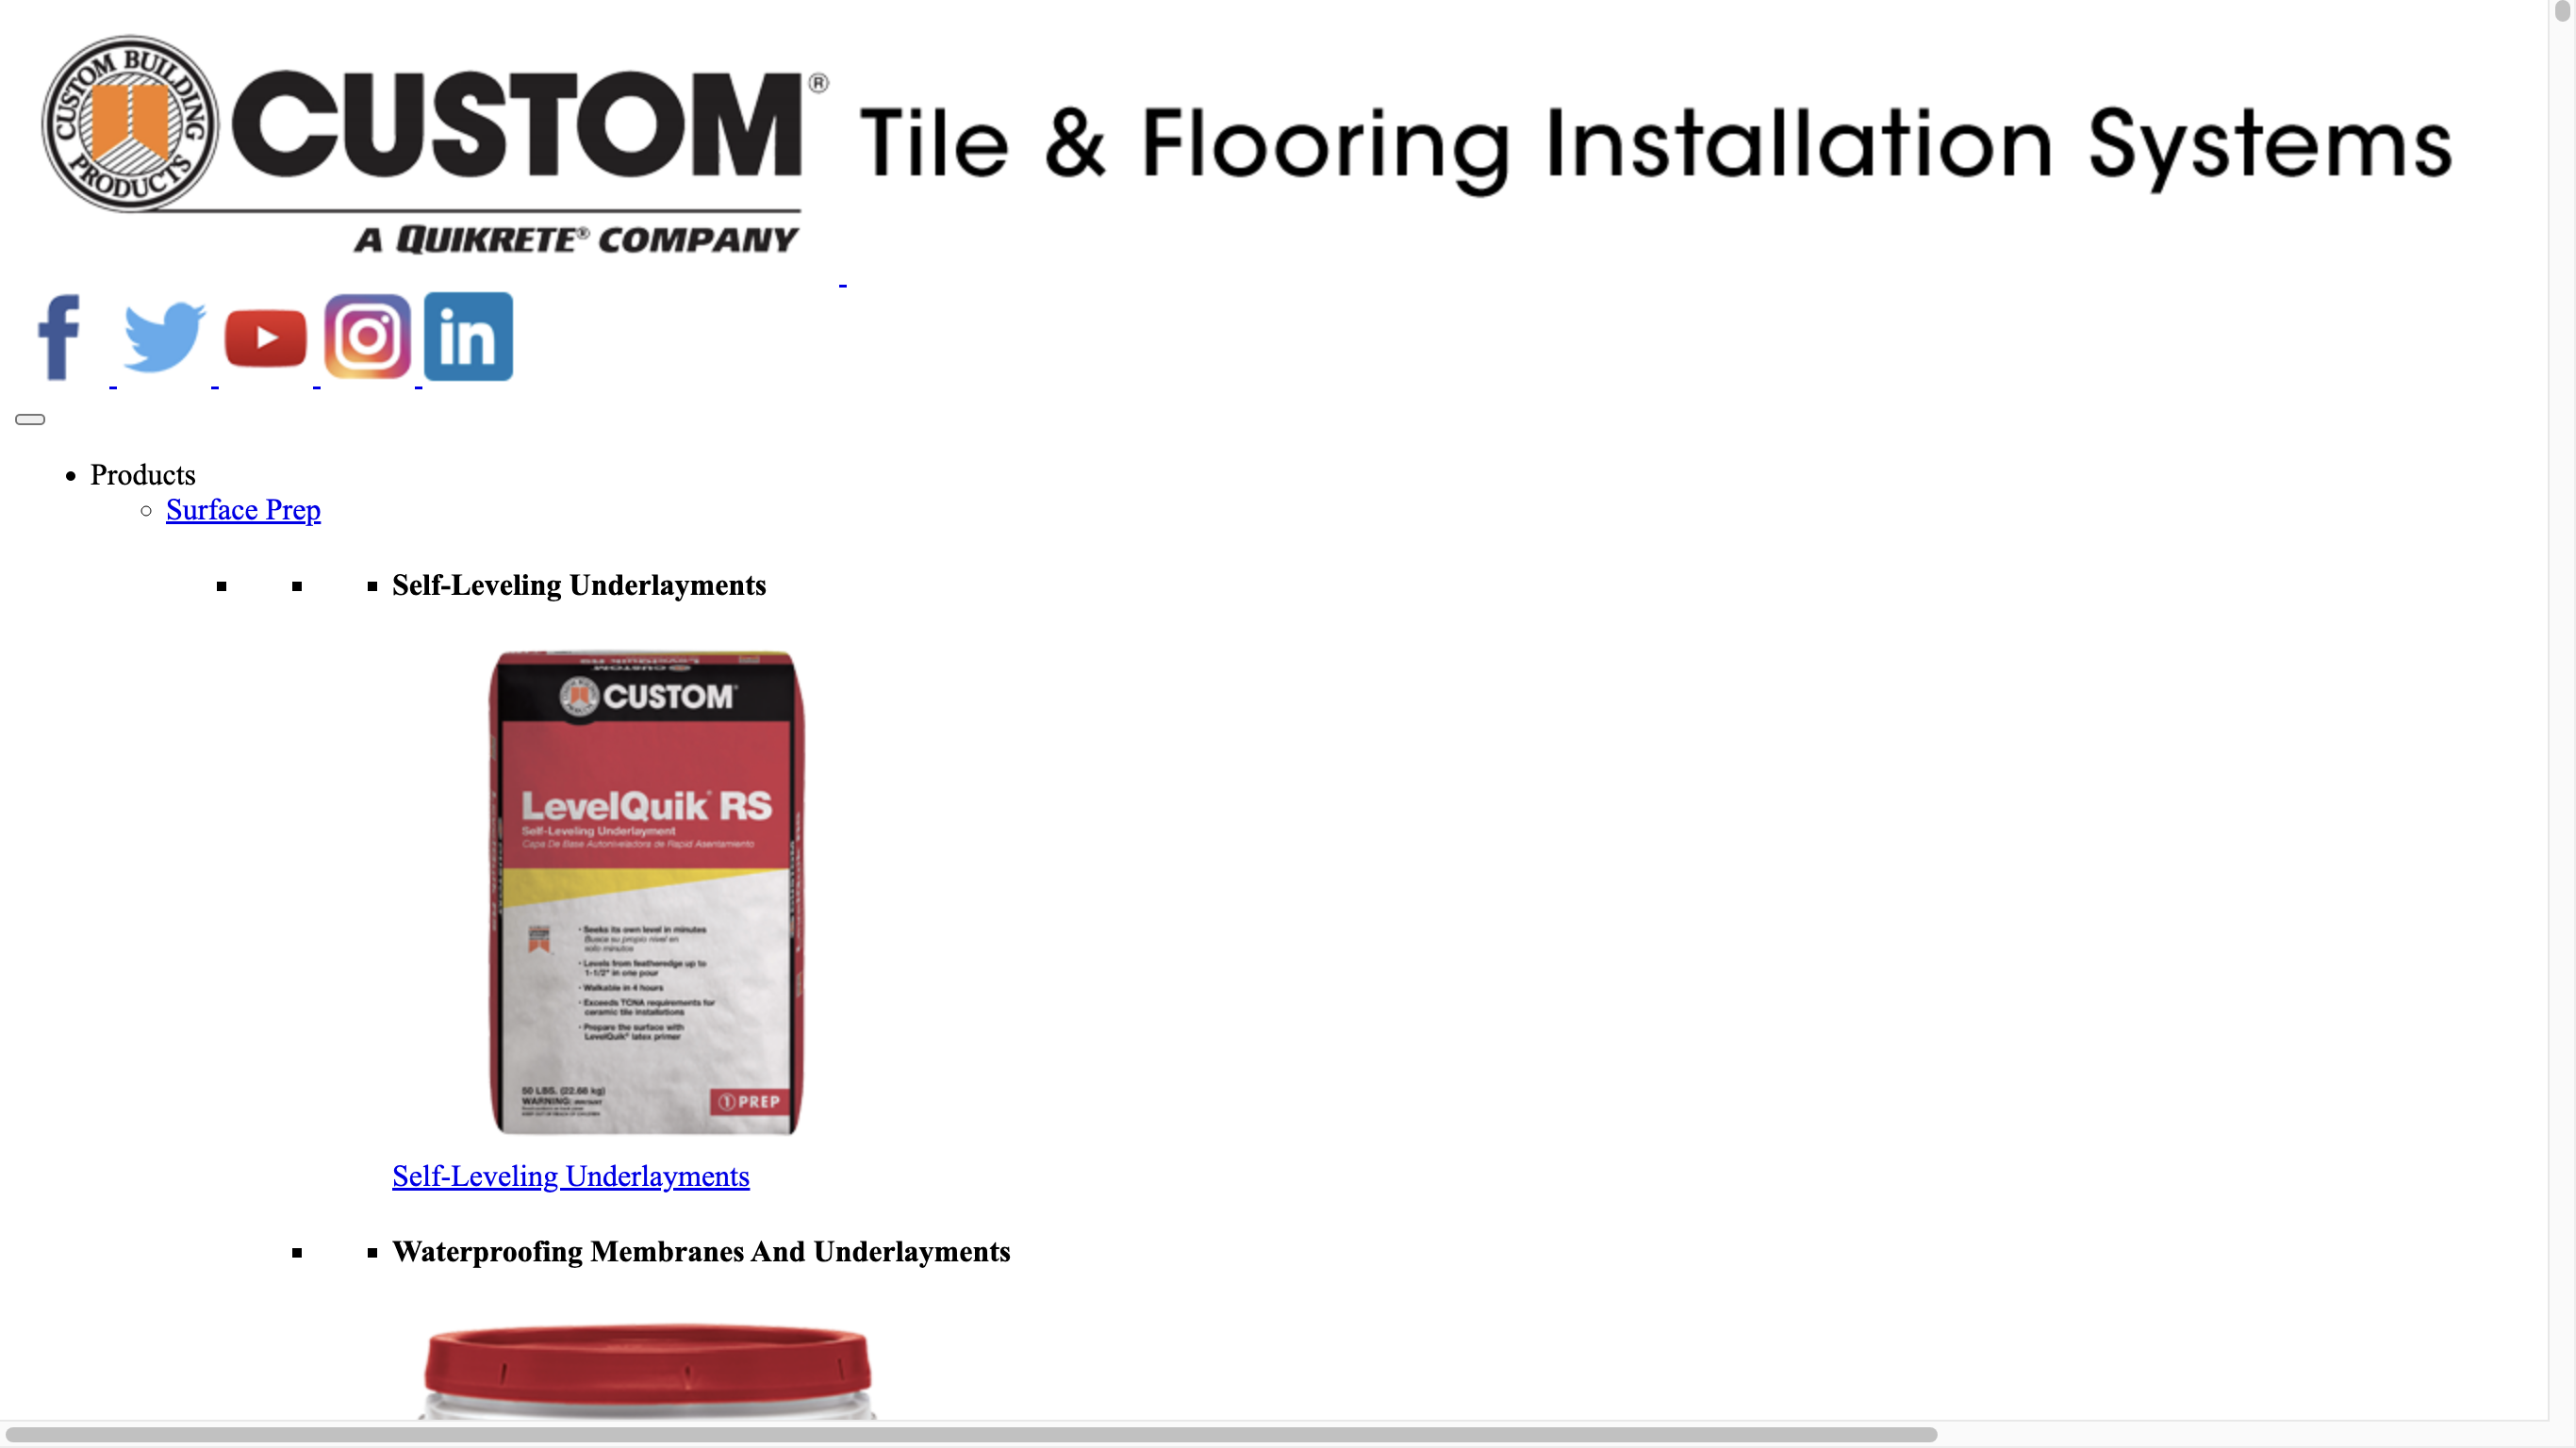 CUSTOM BUILDING PRODUCTS
CUSTOM®
Tile & Flooring Installation Systems
A QUIKRETE® COMPANY
Products
Surface Prep
Self-Leveling Underlayments
CUSTOM
LevelQuik RS
Self-Leveling Underlayment
Capa De Base Autoniveladora de Rapid Asentamiento
• Seeks its own level in minutes
Busca su propio nivel en
solo minutos
• Levels from featheredge up to
1-1/2" in one pour
• Walkable in 4 hours
• Exceeds TCNA requirements for
ceramic tile installations
• Prepare the surface with
LevelQuik® latex primer
50 LBS. (22.68 kg)
WARNING:
1 PREP
Self-Leveling Underlayments
Waterproofing Membranes And Underlayments